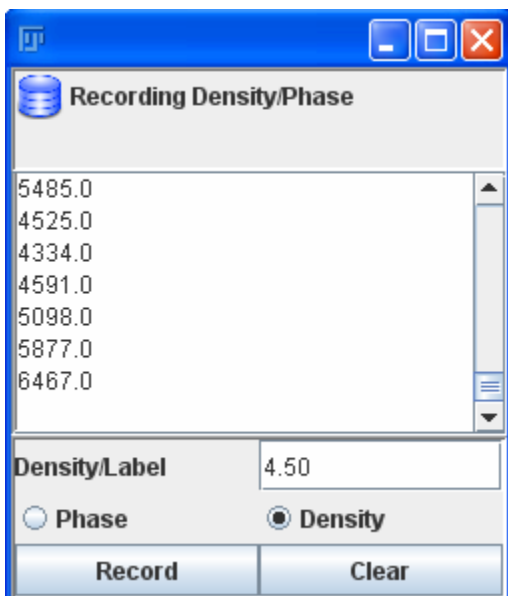 Recording Density/Phase
5485.0
4525.0
4334.0
4591.0
5098.0
5877.0
6467.0
Density/Label 4.50
Phase Density
Record Clear